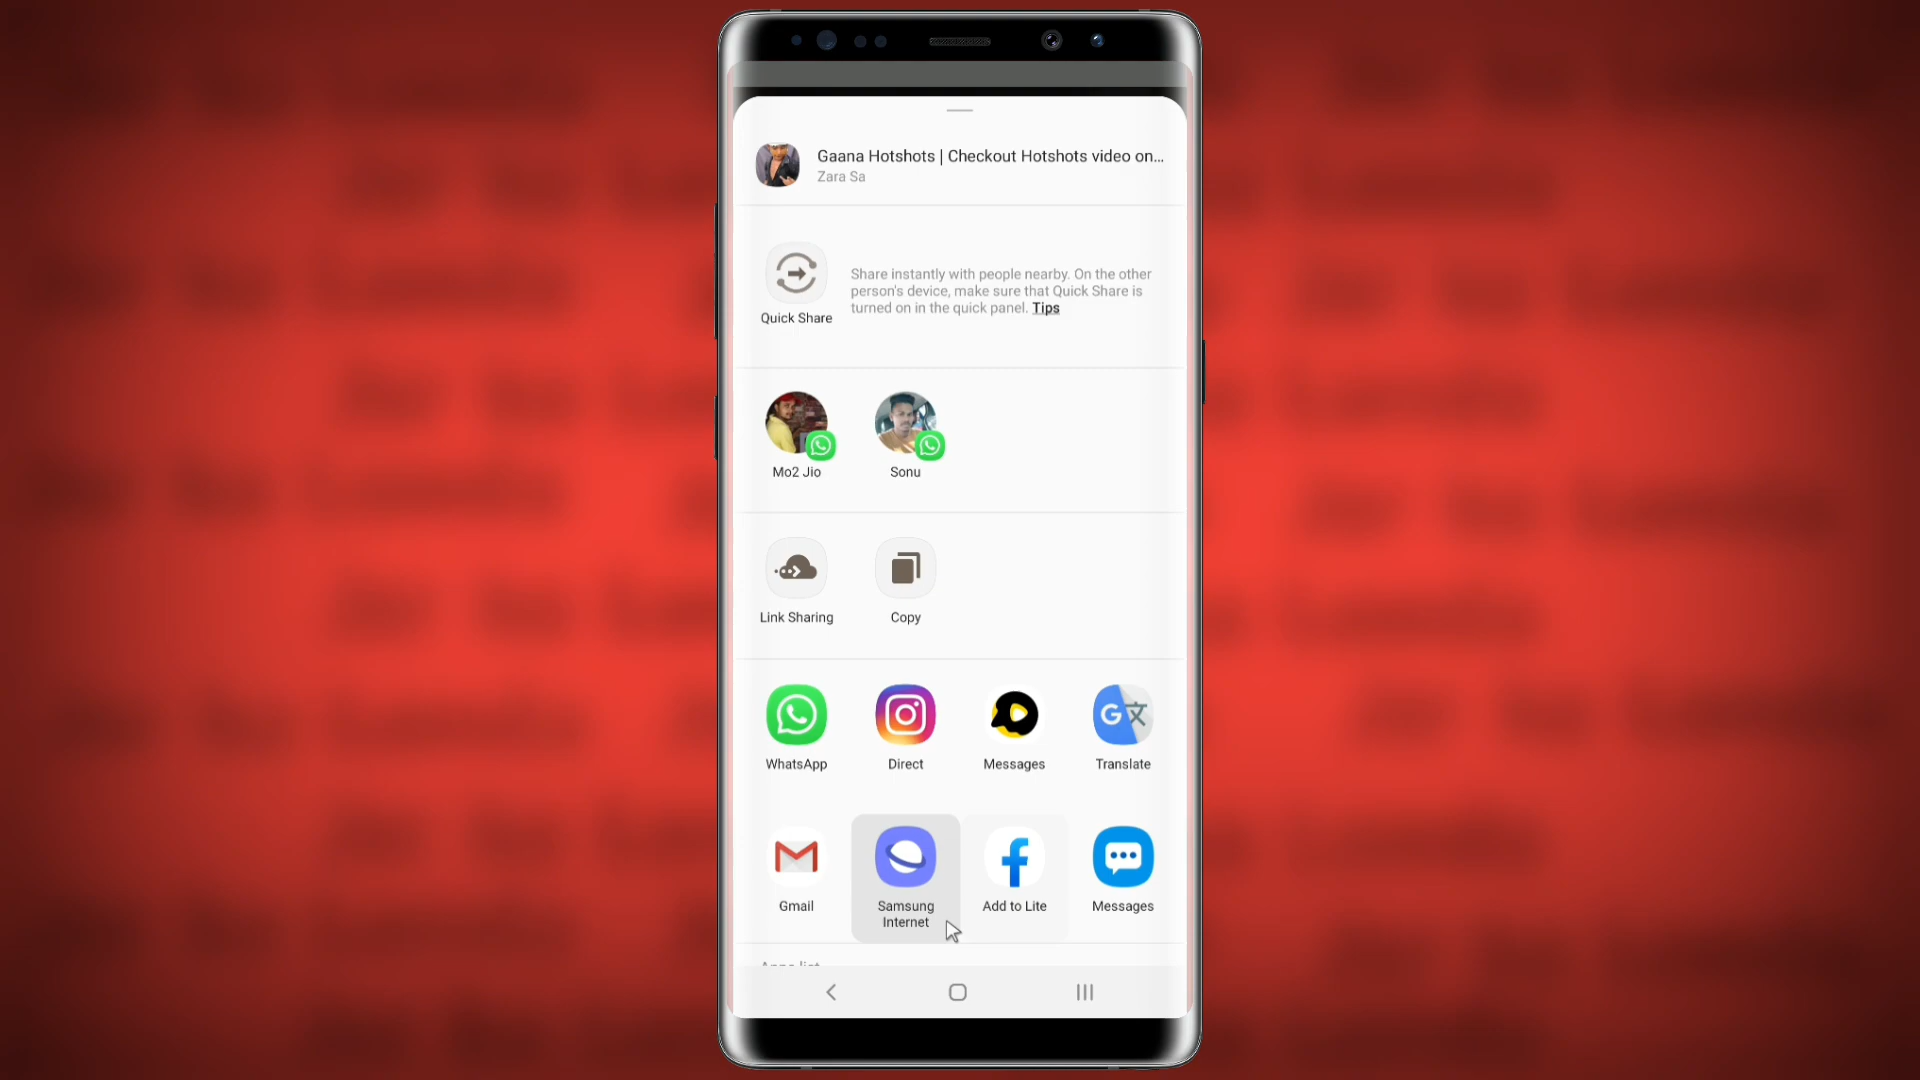 Gaana Hotshots | Checkout Hotshots video on...
Zara Sa
Share instantly with people nearby. On the other
person's device, make sure that Quick Share is
turned on in the quick panel. Tips
Quick Share
Mo2 Jio
Sonu
Link Sharing
Copy
WhatsApp
Direct
Messages
Translate
Gmail
Samsung
Internet
Add to Lite
Messages